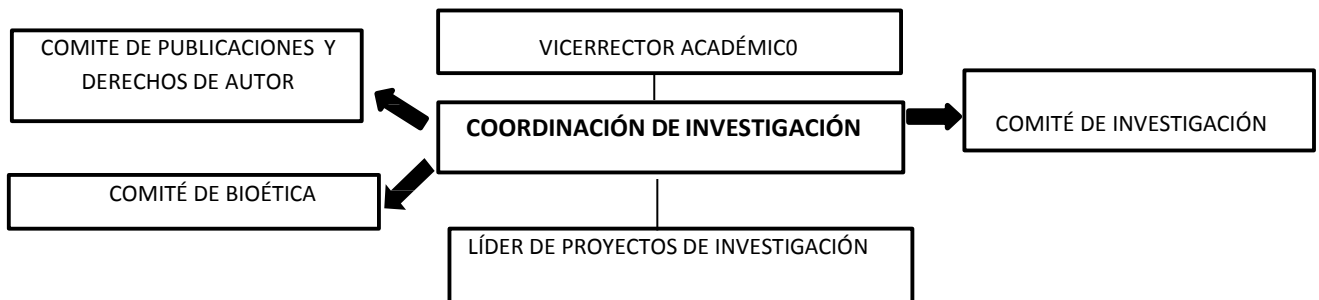 COMITE DE PUBLICACIONES Y
DERECHOS DE AUTOR
VICERRECTOR ACADÉMIC0
COORDINACIÓN DE INVESTIGACIÓN
COMITÉ DE INVESTIGACIÓN
COMITÉ DE BIOÉTICA
LÍDER DE PROYECTOS DE INVESTIGACIÓN